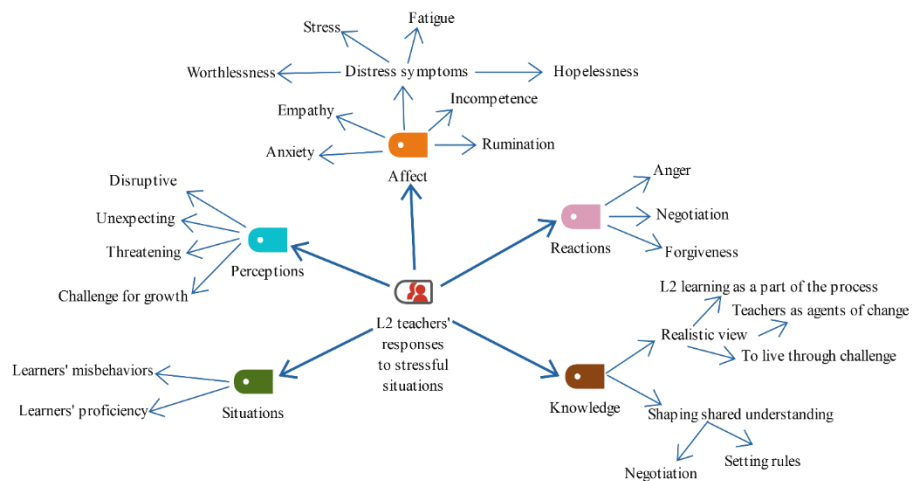 Fatigue
Stress
Worthlessness
Distress symptoms
Hopelessness
Empathy
Incompetence
Anxiety
Rumination
Affect
Disruptive
Unexpecting
Threatening
Challenge for growth
Perceptions
Anger
Negotiation
Forgiveness
Reactions
L2 teachers'
responses
to stressful
situations
Learners' misbehaviors
Learners' proficiency
Situations
L2 learning as a part of the process
Teachers as agents of change
Realistic view
To live through challenge
Knowledge
Shaping shared understanding
Negotiation
Setting rules